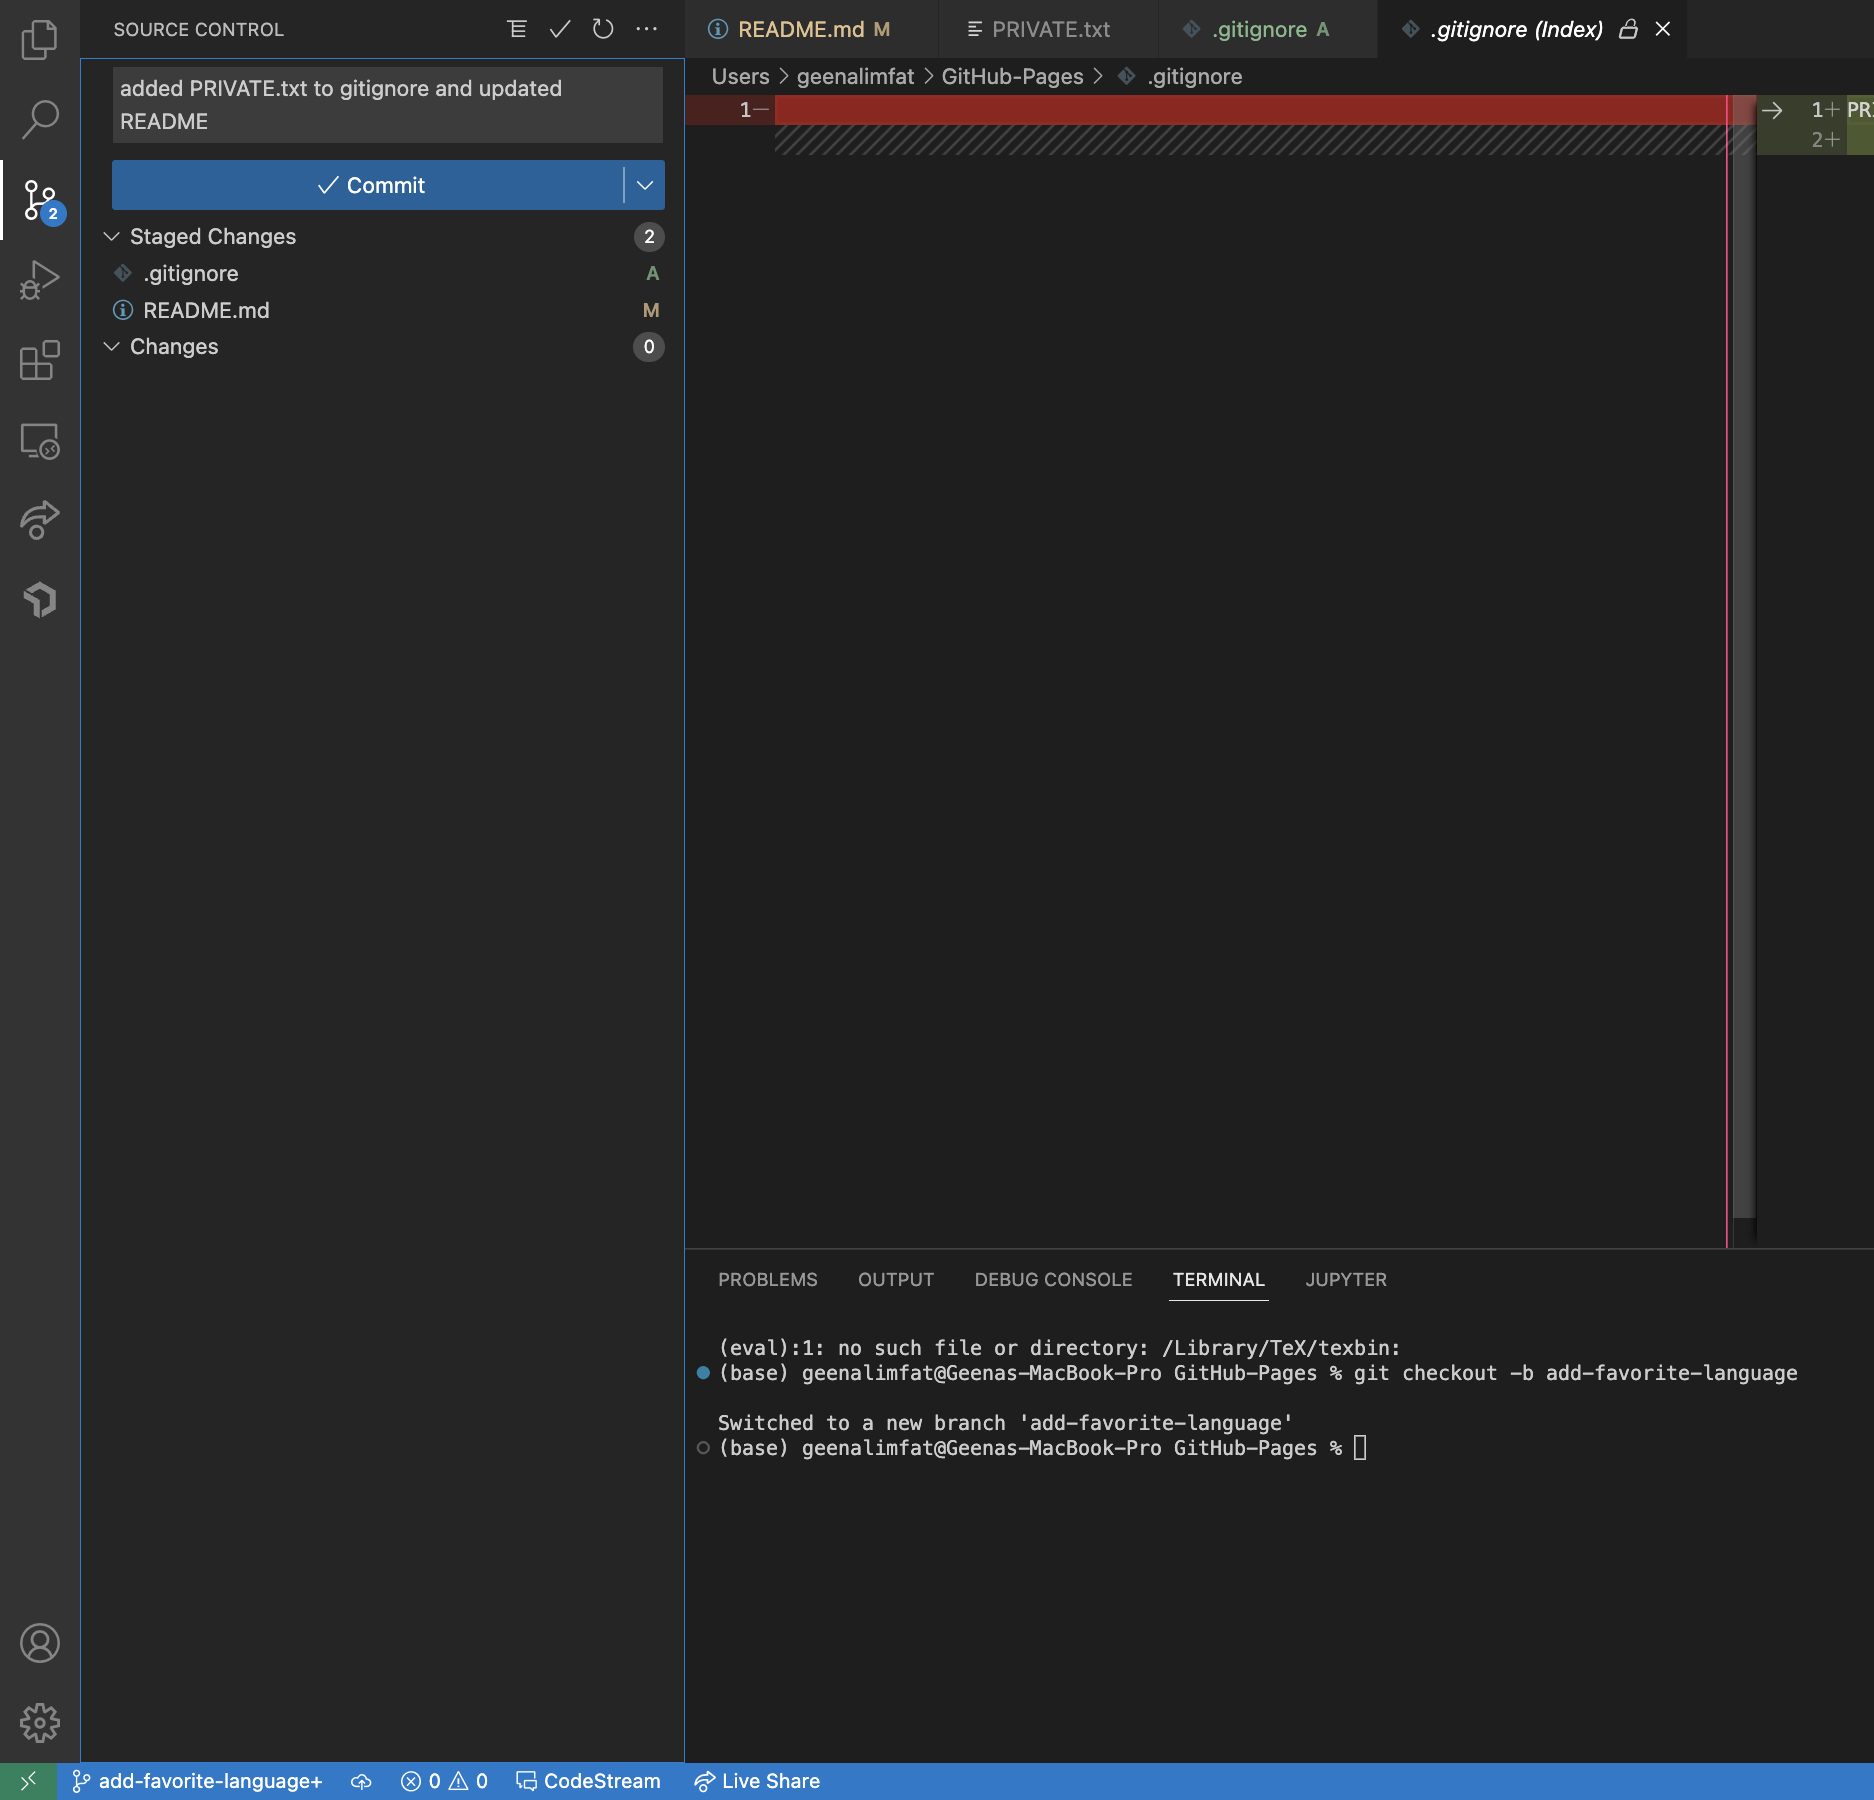 SOURCE CONTROL
added PRIVATE.txt to gitignore and updated
README
Commit
Staged Changes 2
.gitignore A
README.md M
Changes 0
2
README.md M
PRIVATE.txt
.gitignore A
.gitignore (Index)
Users > geenalimfat > GitHub-Pages > .gitignore
1−
1+ PRI
2+
PROBLEMS OUTPUT DEBUG CONSOLE TERMINAL JUPYTER
(eval):1: no such file or directory: /Library/TeX/texbin:
(base) geenalimfat@Geenas-MacBook-Pro GitHub-Pages % git checkout -b add-favorite-language
Switched to a new branch 'add-favorite-language'
(base) geenalimfat@Geenas-MacBook-Pro GitHub-Pages %
add-favorite-language+ 0 0 CodeStream Live Share